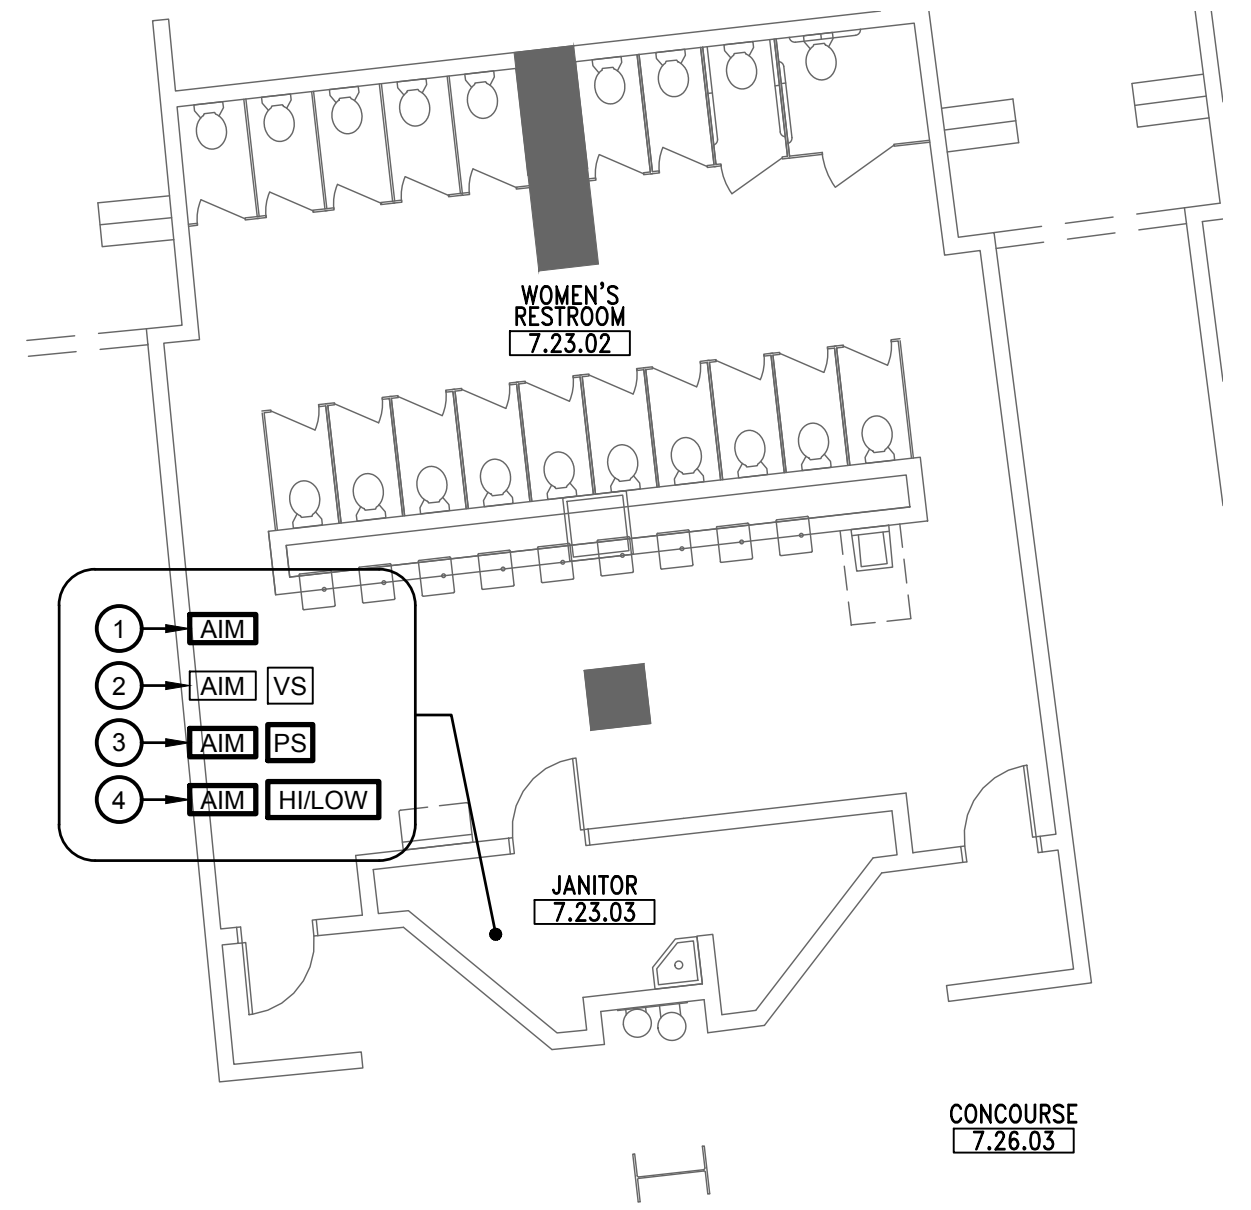 WOMEN'S
RESTROOM
7.23.02
1 AIM
2 AIM VS
3 AIM PS
4 AIM HI/LOW
JANITOR
7.23.03
CONCOURSE
7.26.03